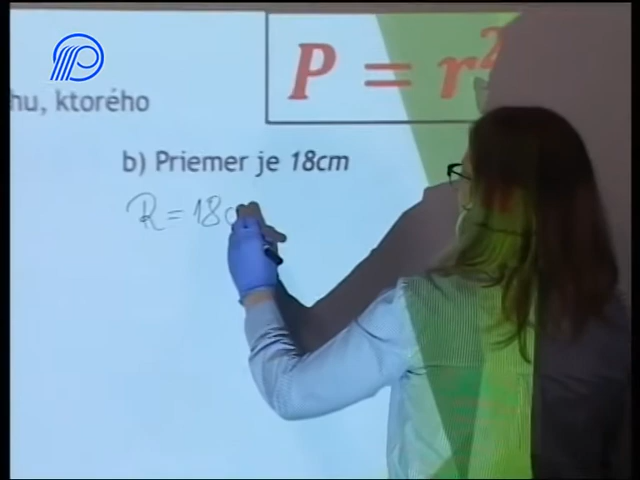 P = r²
hu, ktorého
b) Priemer je 18cm
R = 18c